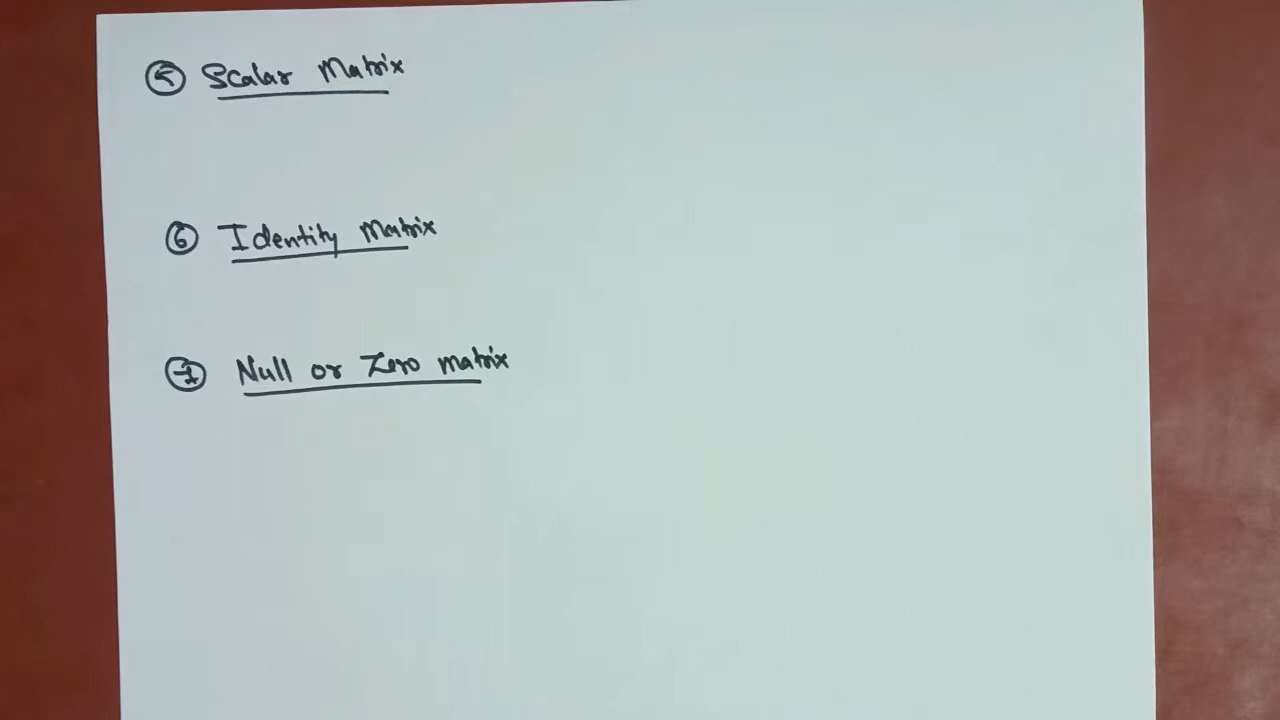 ⑤ Scalar Matrix
⑥ Identity Matrix
⑦ Null or Zero matrix